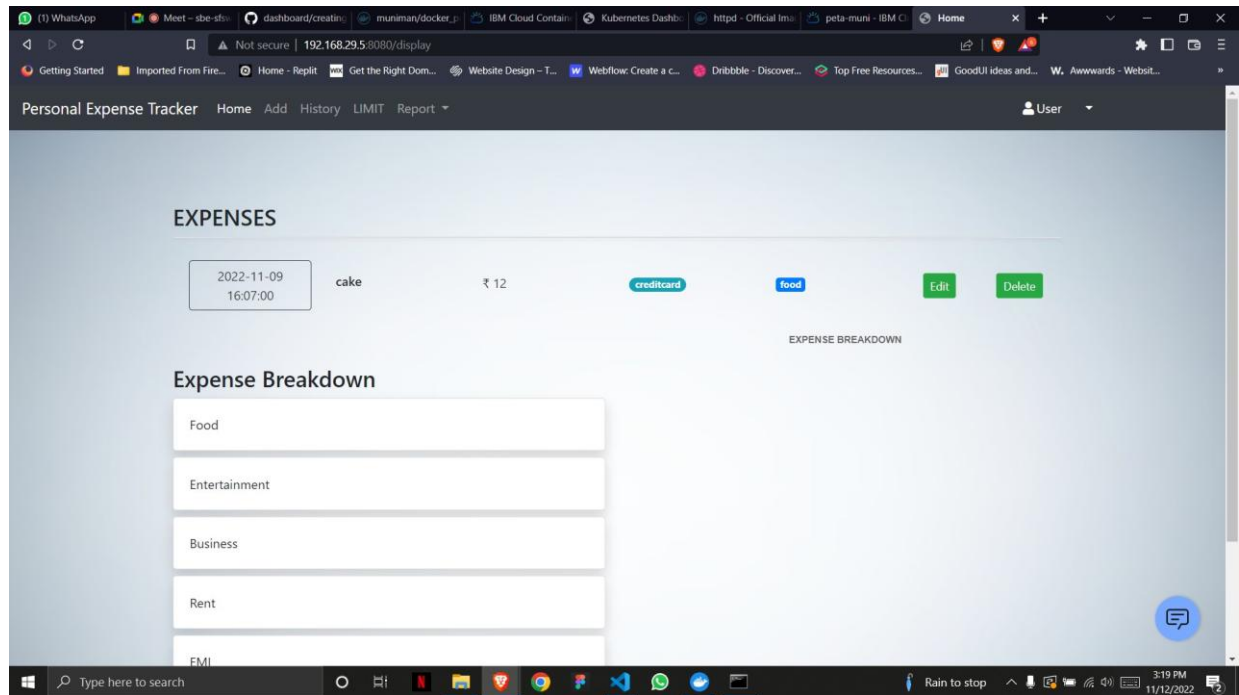 (1) WhatsApp
Meet – sbe-sfsv
dashboard/creating
muniman/docker_p
IBM Cloud Contain
Kubernetes Dashbo
httpd - Official Ima
peta-muni - IBM Cl
Home
Not secure | 192.168.29.5:8080/display
Getting Started
Imported From Fire...
Home - Replit
Get the Right Dom...
Website Design – T...
Webflow: Create a c...
Dribbble - Discover...
Top Free Resources...
GoodUI ideas and...
W. Awwwards - Websit...
Personal Expense Tracker Home Add History LIMIT Report
User
EXPENSES
2022-11-09
16:07:00
cake
₹ 12
creditcard
food
Edit
Delete
EXPENSE BREAKDOWN
Expense Breakdown
Food
Entertainment
Business
Rent
EMI
Type here to search
Rain to stop
3:19 PM
11/12/2022
2